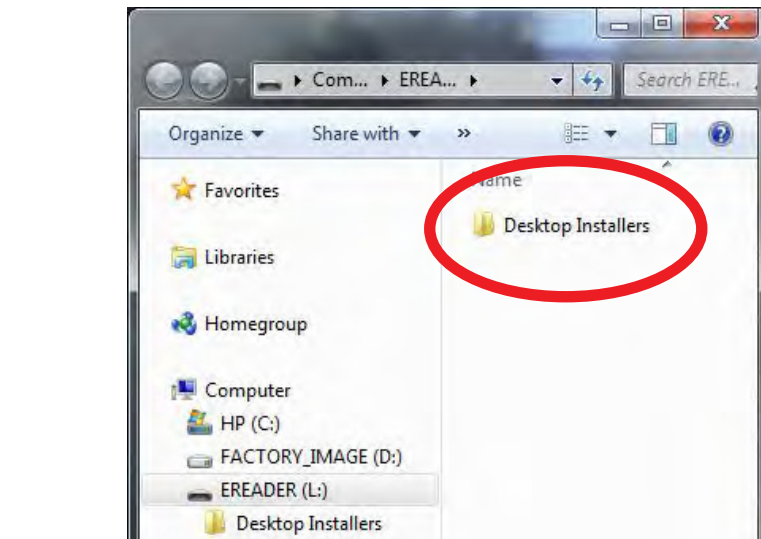 Com... EREA... Search ERE...
Organize Share with »
Name
Favorites
Desktop Installers
Libraries
Homegroup
Computer
HP (C:)
FACTORY_IMAGE (D:)
EREADER (L:)
Desktop Installers